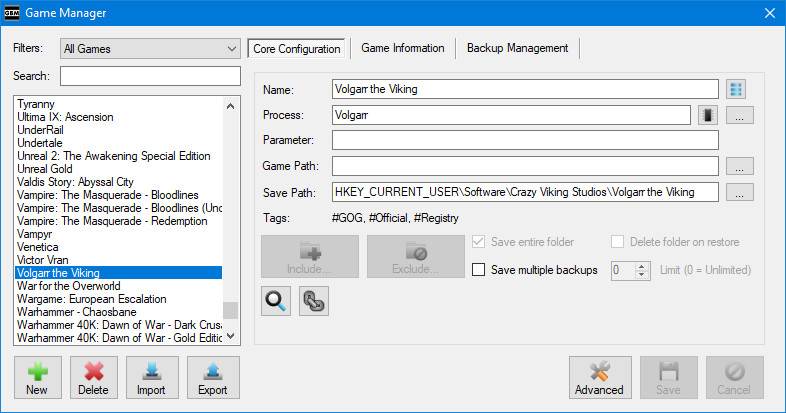 GBM Game Manager
Filters: All Games
Core Configuration Game Information Backup Management
Search:
Tyranny
Ultima IX: Ascension
UnderRail
Undertale
Unreal 2: The Awakening Special Edition
Unreal Gold
Valdis Story: Abyssal City
Vampire: The Masquerade - Bloodlines
Vampire: The Masquerade - Bloodlines (Unc
Vampire: The Masquerade - Redemption
Vampyr
Venetica
Victor Vran
Volgarr the Viking
War for the Overworld
Wargame: European Escalation
Warhammer - Chaosbane
Warhammer 40K: Dawn of War - Dark Crusa
Warhammer 40K: Dawn of War - Gold Editic
Name: Volgarr the Viking
Process: Volgarr ...
Parameter:
Game Path: ...
Save Path: HKEY_CURRENT_USER\Software\Crazy Viking Studios\Volgarr the Viking ...
Tags: #GOG, #Official, #Registry
Include... Exclude...
Save entire folder Delete folder on restore
Save multiple backups 0 Limit (0 = Unlimited)
New Delete Import Export
Advanced Save Cancel